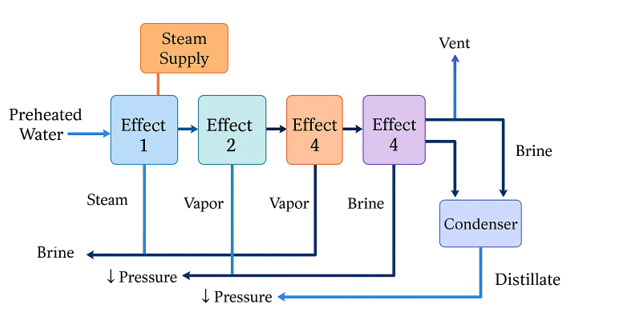 Steam
Supply
Vent
Preheated
Water
Effect
1
Effect
2
Effect
4
Effect
4
Brine
Steam
Vapor
Vapor
Brine
Condenser
Brine
↓ Pressure
Distillate
↓ Pressure